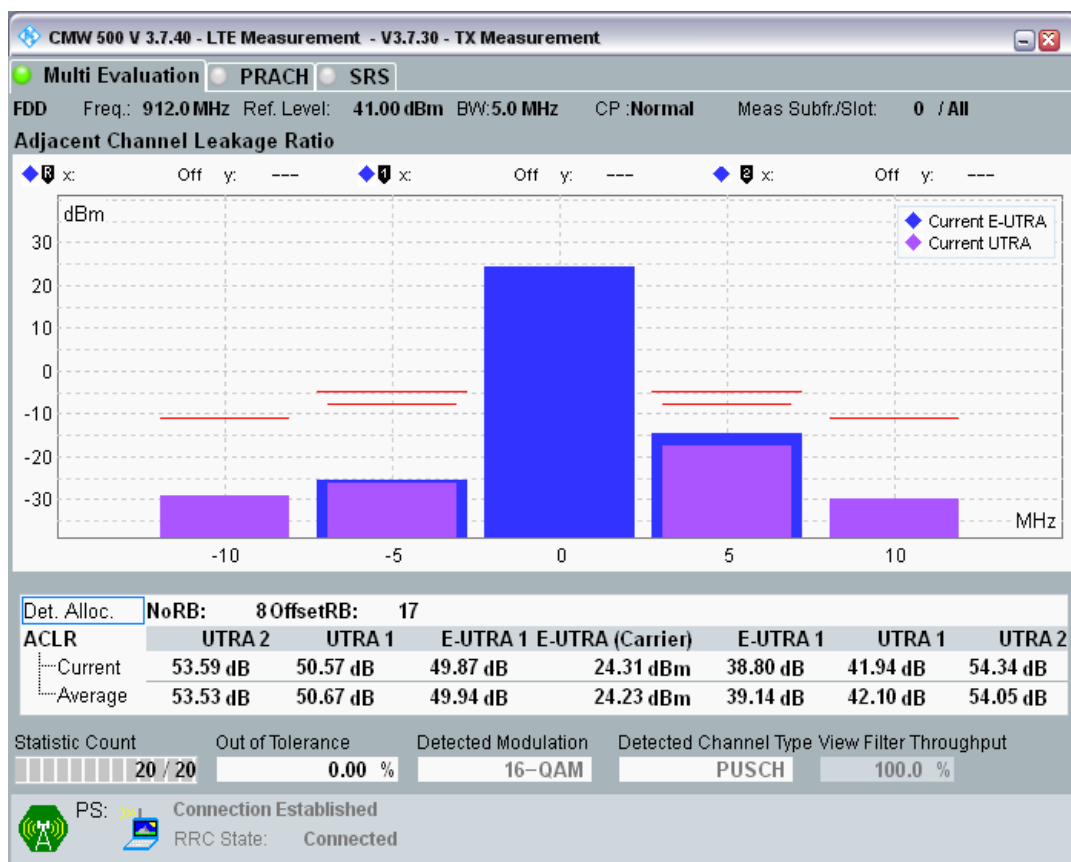 CMW 500 V 3.7.40 - LTE Measurement - V3.7.30 - TX Measurement
Multi Evaluation PRACH SRS
FDD Freq.: 912.0 MHz Ref. Level: 41.00 dBm BW: 5.0 MHz CP : Normal Meas Subfr./Slot: 0 / All
Adjacent Channel Leakage Ratio
R x: Off y: --- 1 x: Off y: --- 2 x: Off y: ---
dBm
Current E-UTRA
Current UTRA
30
20
10
0
-10
-20
-30
MHz
-10 -5 0 5 10
Det. Alloc. NoRB: 8 OffsetRB: 17
ACLR UTRA 2 UTRA 1 E-UTRA 1 E-UTRA (Carrier) E-UTRA 1 UTRA 1 UTRA 2
Current 53.59 dB 50.57 dB 49.87 dB 24.31 dBm 38.80 dB 41.94 dB 54.34 dB
Average 53.53 dB 50.67 dB 49.94 dB 24.23 dBm 39.14 dB 42.10 dB 54.05 dB
Statistic Count Out of Tolerance Detected Modulation Detected Channel Type View Filter Throughput
20 / 20 0.00 % 16-QAM PUSCH 100.0 %
PS: Connection Established
RRC State: Connected